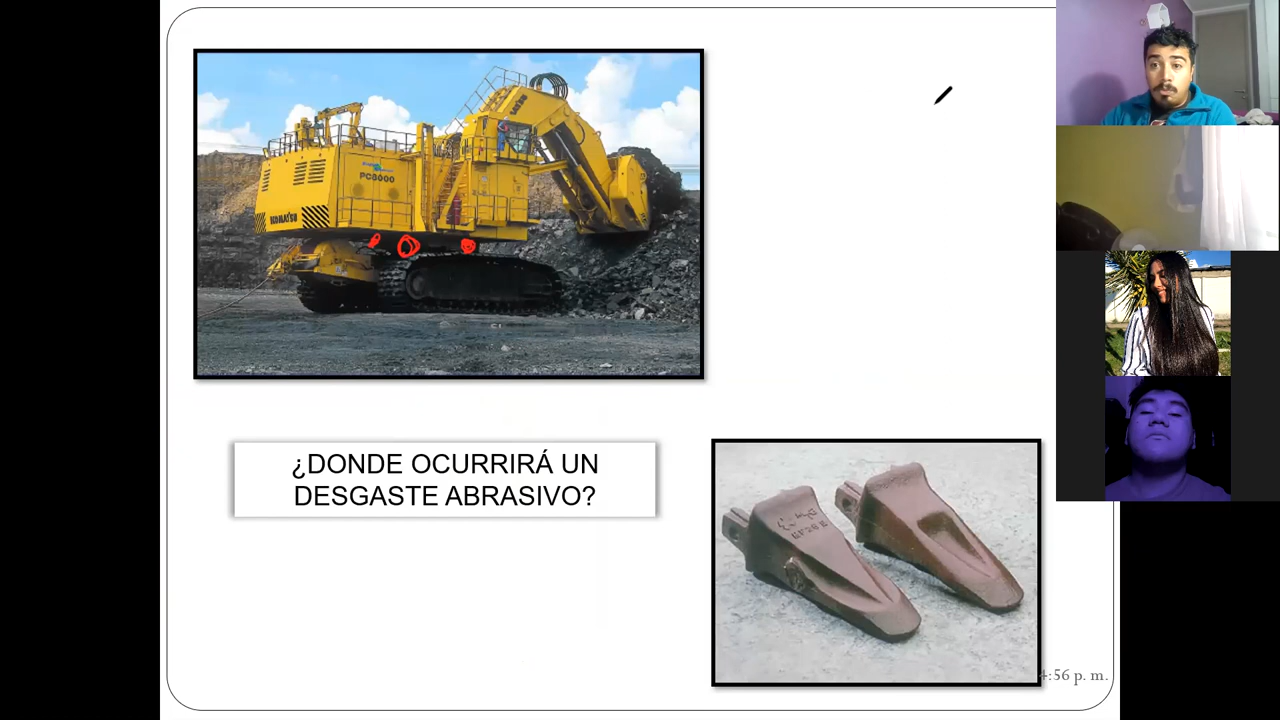 PC8000
KOMATSU
¿DONDE OCURRIRÁ UN
DESGASTE ABRASIVO?
4:56 p. m.